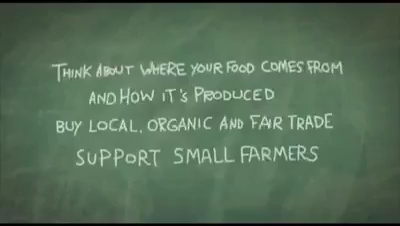 THINK ABOUT WHERE YOUR FOOD COMES FROM
AND HOW IT'S PRODUCED
BUY LOCAL, ORGANIC AND FAIR TRADE
SUPPORT SMALL FARMERS